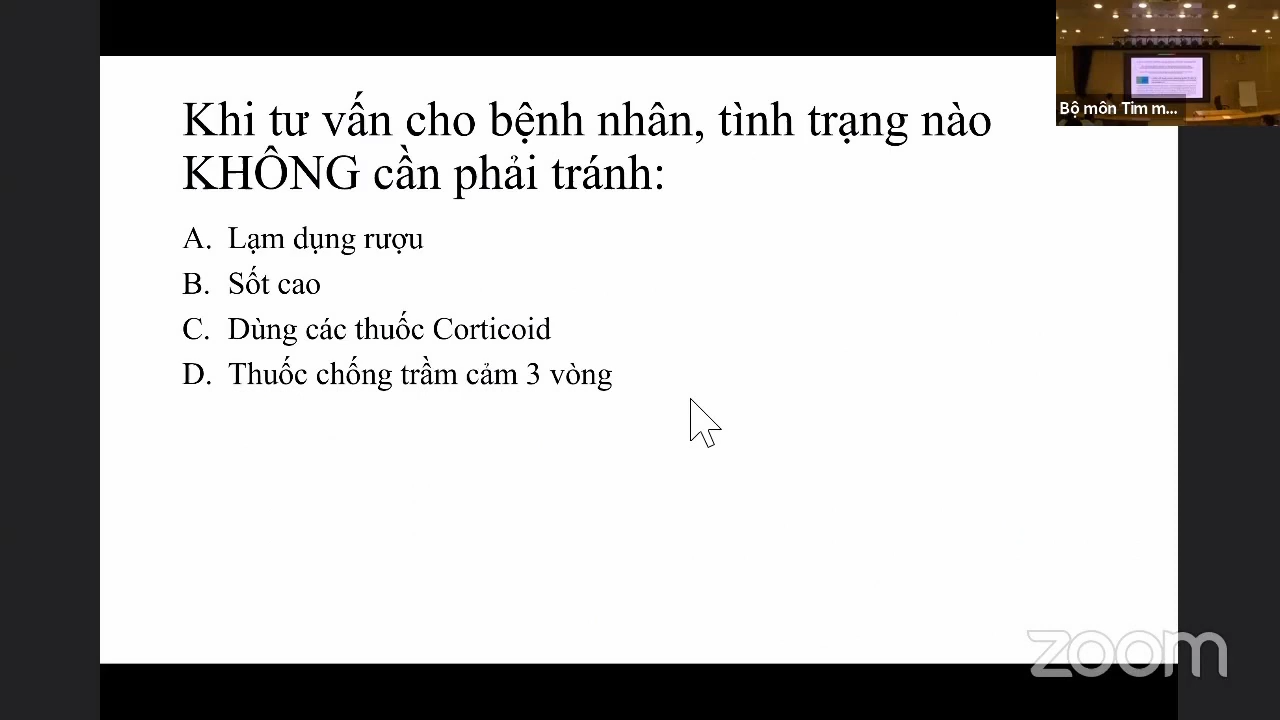 Khi tư vấn cho bệnh nhân, tình trạng nào
KHÔNG cần phải tránh:
A. Lạm dụng rượu
B. Sốt cao
C. Dùng các thuốc Corticoid
D. Thuốc chống trầm cảm 3 vòng
Bộ môn Tim m...
zoom